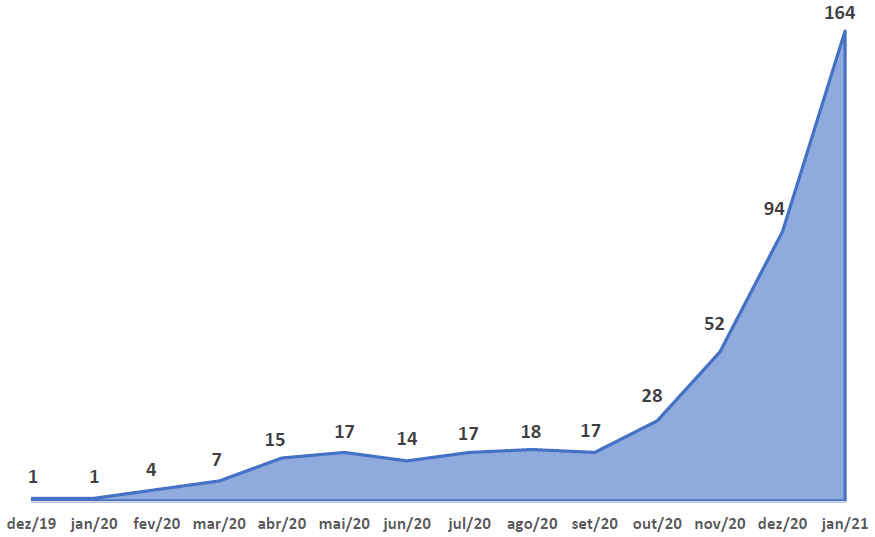 164
94
52
28
1 1 4 7 15 17 14 17 18 17
dez/19 jan/20 fev/20 mar/20 abr/20 mai/20 jun/20 jul/20 ago/20 set/20 out/20 nov/20 dez/20 jan/21